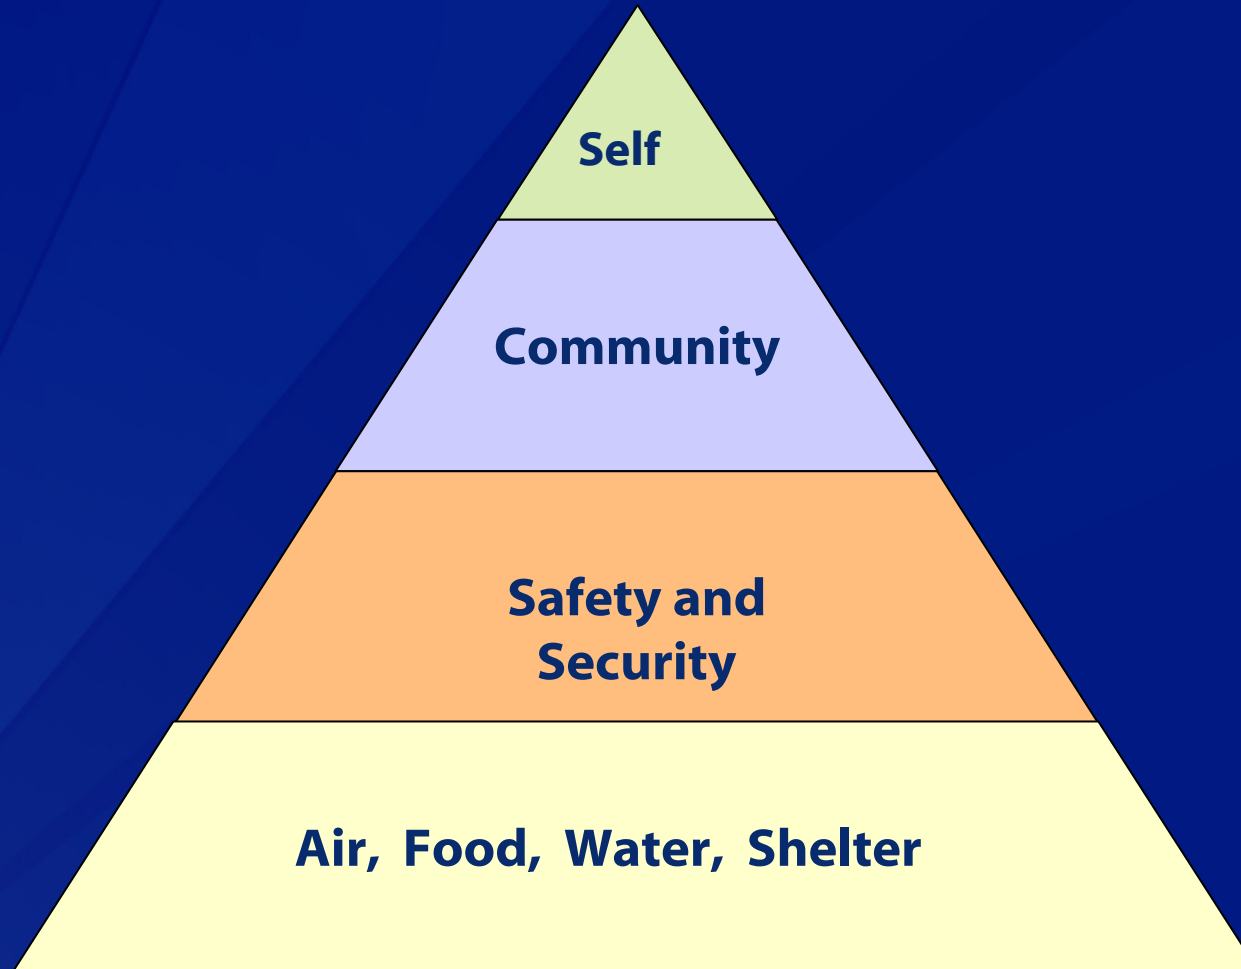 Self
Community
Safety and
Security
Air, Food, Water, Shelter